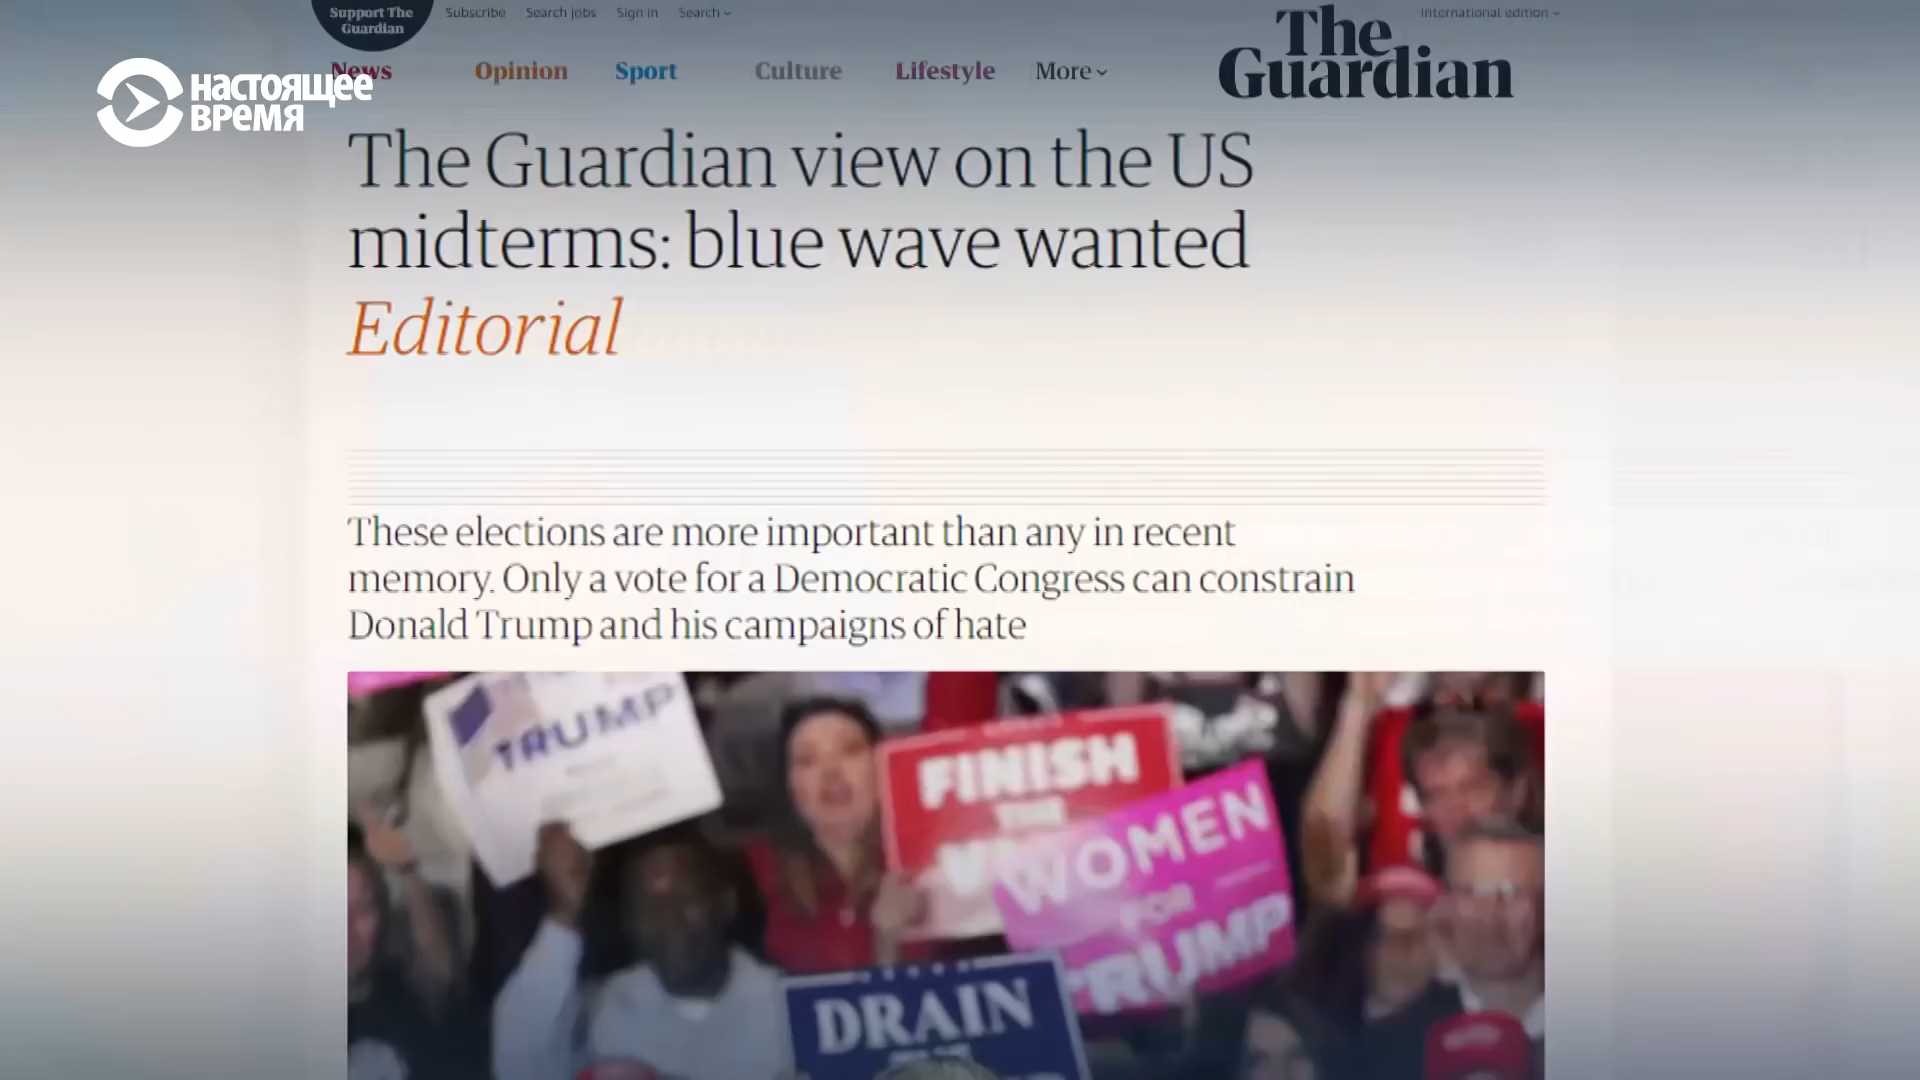 Support The
Guardian
Subscribe
Search jobs
Sign in
Search
International edition
The
Guardian
News
Opinion
Sport
Culture
Lifestyle
More
НАСТОЯЩЕЕ
ВРЕМЯ
The Guardian view on the US
midterms: blue wave wanted
Editorial
These elections are more important than any in recent
memory. Only a vote for a Democratic Congress can constrain
Donald Trump and his campaigns of hate
TRUMP
FINISH
THE
WOMEN
FOR
TRUMP
DRAIN